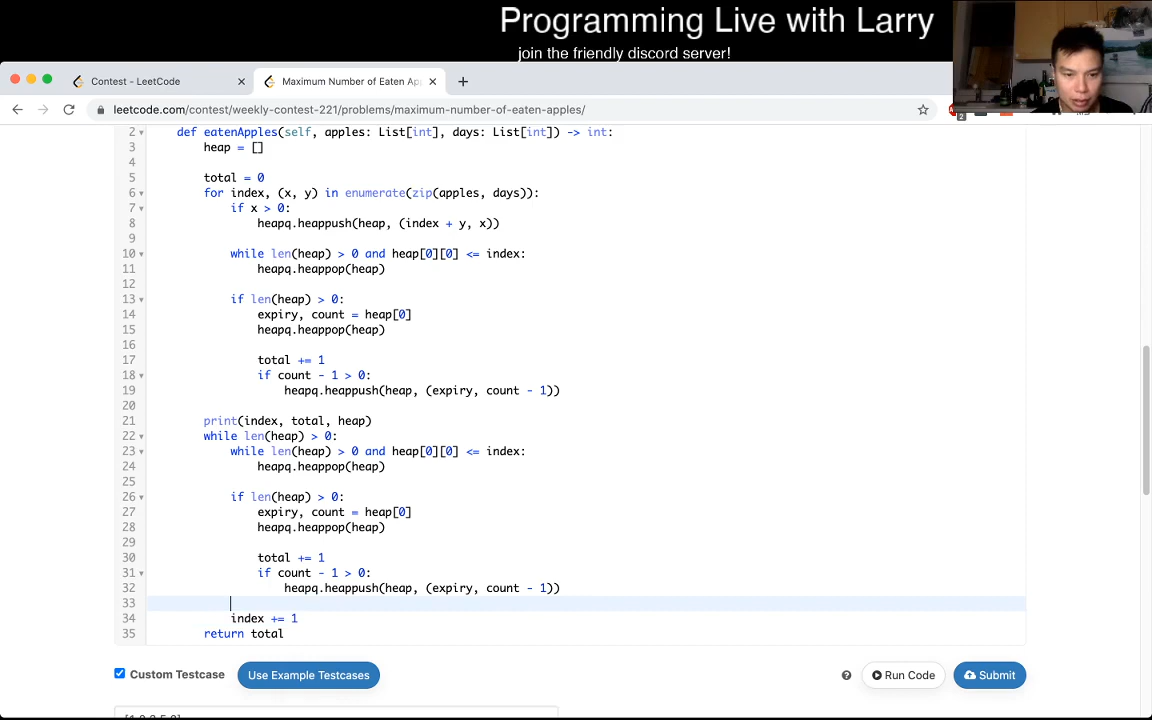 Programming Live with Larry
join the friendly discord server!
Contest - LeetCode
Maximum Number of Eaten Ap
leetcode.com/contest/weekly-contest-221/problems/maximum-number-of-eaten-apples/
2
2 def eatenApples(self, apples: List[int], days: List[int]) -> int:
3 heap = []
4
5 total = 0
6 for index, (x, y) in enumerate(zip(apples, days)):
7 if x > 0:
8 heapq.heappush(heap, (index + y, x))
9
10 while len(heap) > 0 and heap[0][0] <= index:
11 heapq.heappop(heap)
12
13 if len(heap) > 0:
14 expiry, count = heap[0]
15 heapq.heappop(heap)
16
17 total += 1
18 if count - 1 > 0:
19 heapq.heappush(heap, (expiry, count - 1))
20
21 print(index, total, heap)
22 while len(heap) > 0:
23 while len(heap) > 0 and heap[0][0] <= index:
24 heapq.heappop(heap)
25
26 if len(heap) > 0:
27 expiry, count = heap[0]
28 heapq.heappop(heap)
29
30 total += 1
31 if count - 1 > 0:
32 heapq.heappush(heap, (expiry, count - 1))
33
34 index += 1
35 return total
Custom Testcase
Use Example Testcases
Run Code
Submit